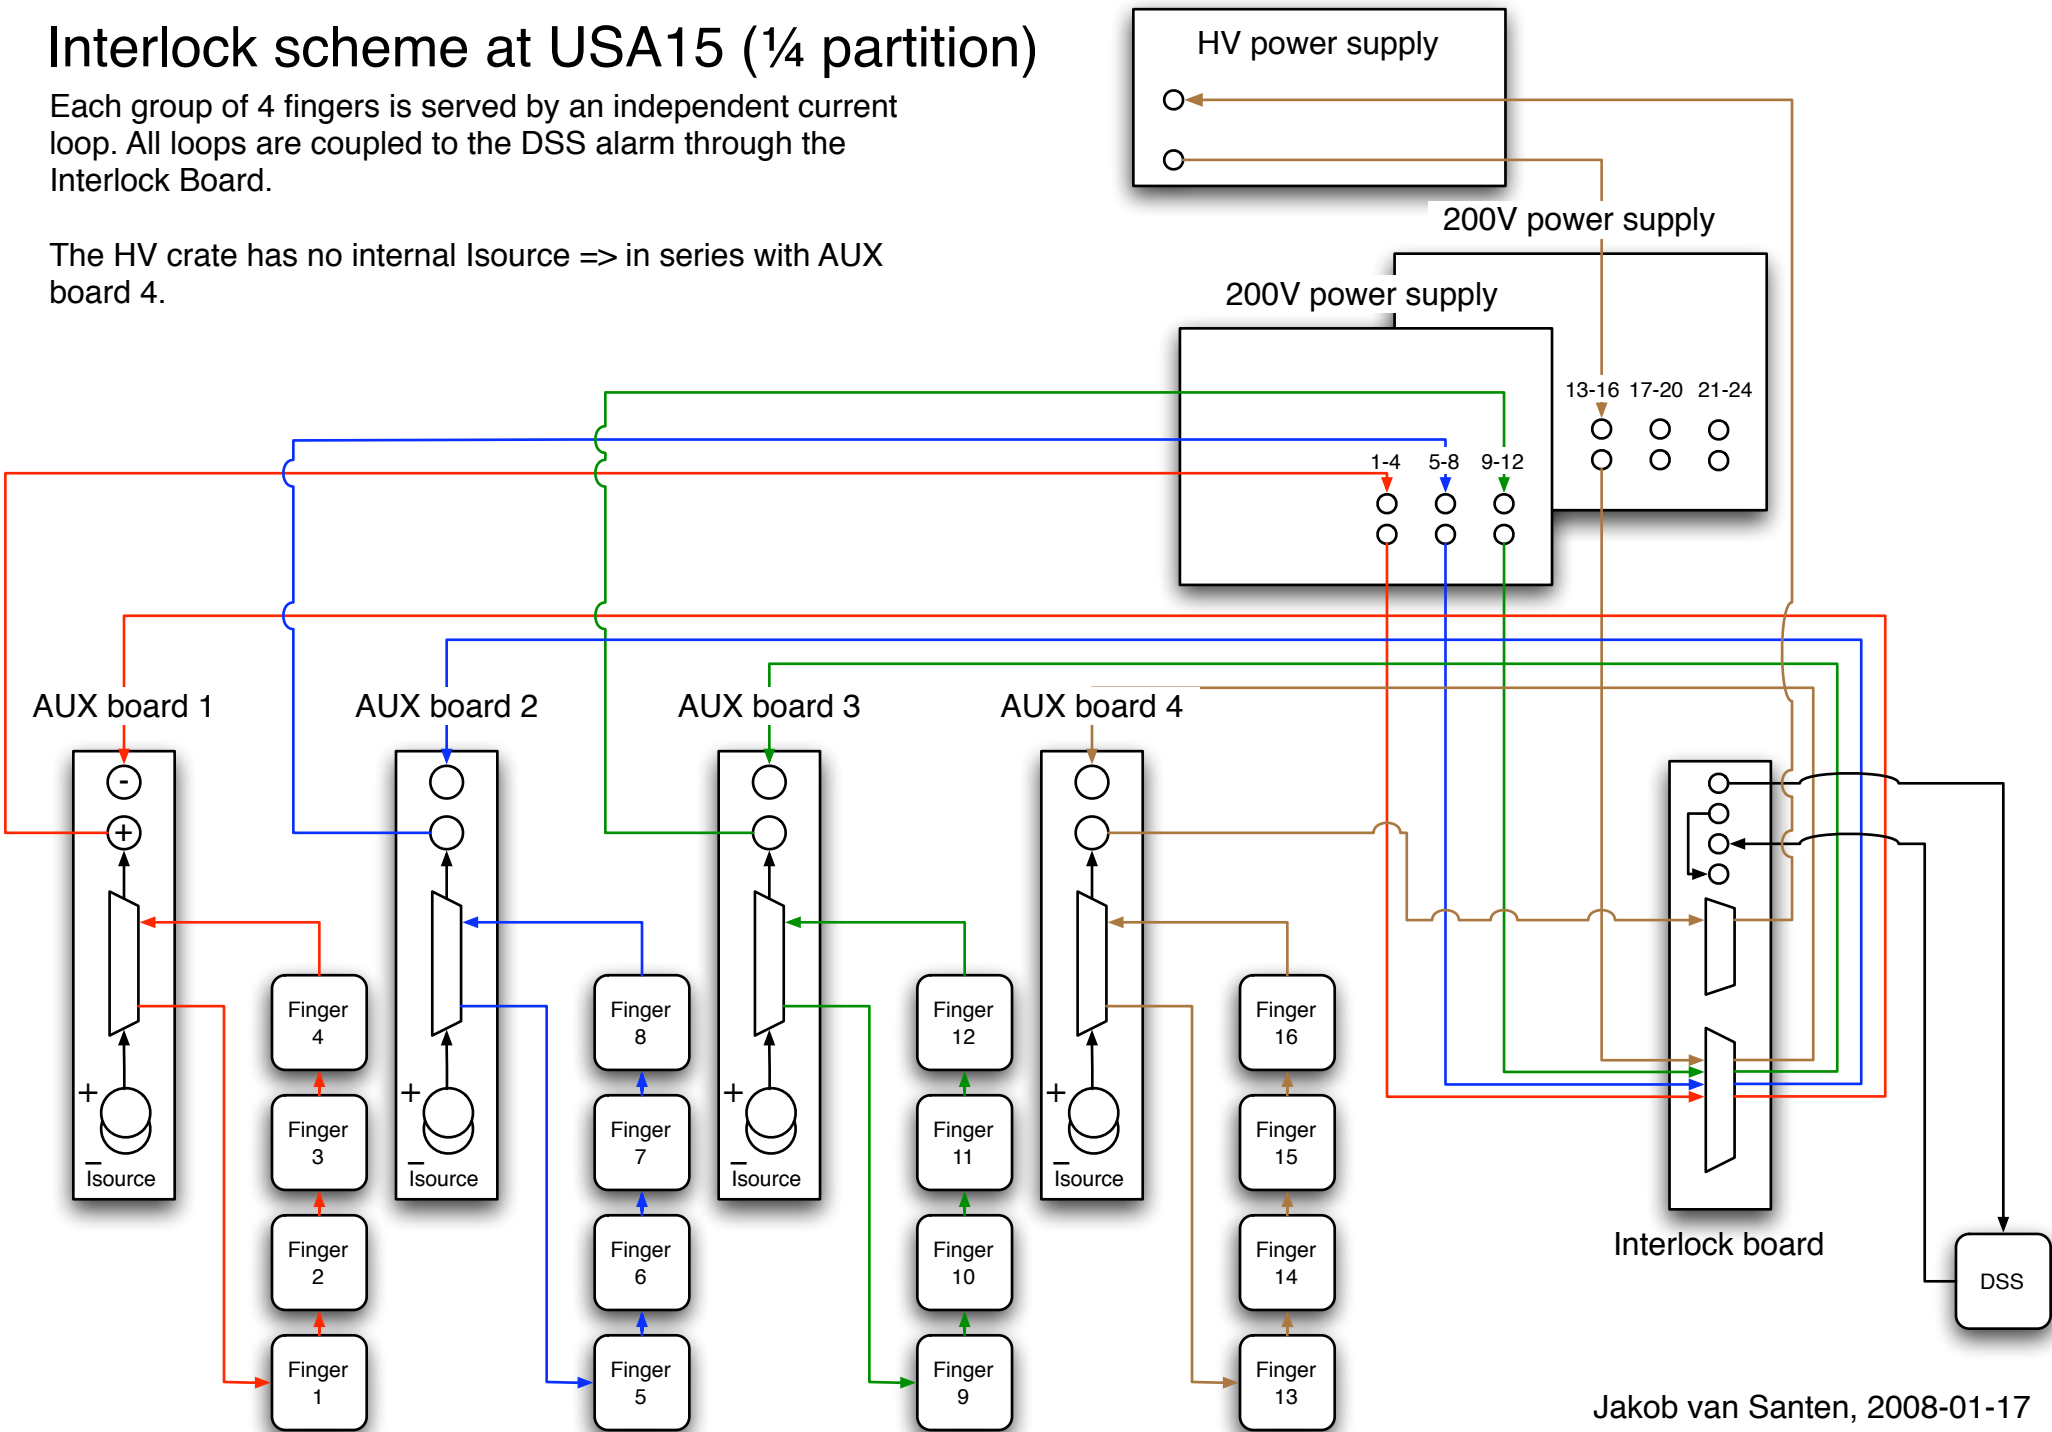 Interlock scheme at USA15 (¼ partition)
Each group of 4 fingers is served by an independent current
loop. All loops are coupled to the DSS alarm through the
Interlock Board.
The HV crate has no internal Isource => in series with AUX
board 4.
HV power supply
200V power supply
200V power supply
13-16 17-20 21-24
1-4 5-8 9-12
AUX board 1
AUX board 2
AUX board 3
AUX board 4
-
+
Finger
4
Finger
8
Finger
12
Finger
16
+
+
+
+
Finger
3
Finger
7
Finger
11
Finger
15
–
Isource
–
Isource
–
Isource
–
Isource
Finger
2
Finger
6
Finger
10
Finger
14
Interlock board
DSS
Finger
1
Finger
5
Finger
9
Finger
13
Jakob van Santen, 2008-01-17